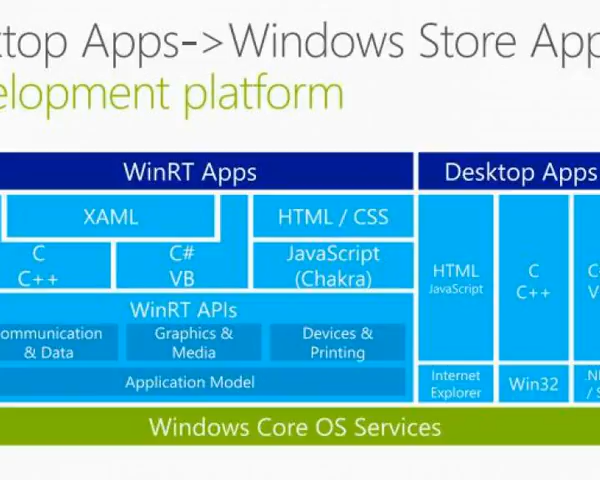 top Apps->Windows Store App
elopment platform
WinRT Apps
Desktop Apps
XAML
HTML / CSS
C
C++
C#
VB
JavaScript
(Chakra)
HTML
JavaScript
C
C++
C
V
WinRT APIs
ommunication
& Data
Graphics &
Media
Devices &
Printing
Application Model
Internet
Explorer
Win32
.N
/ S
Windows Core OS Services